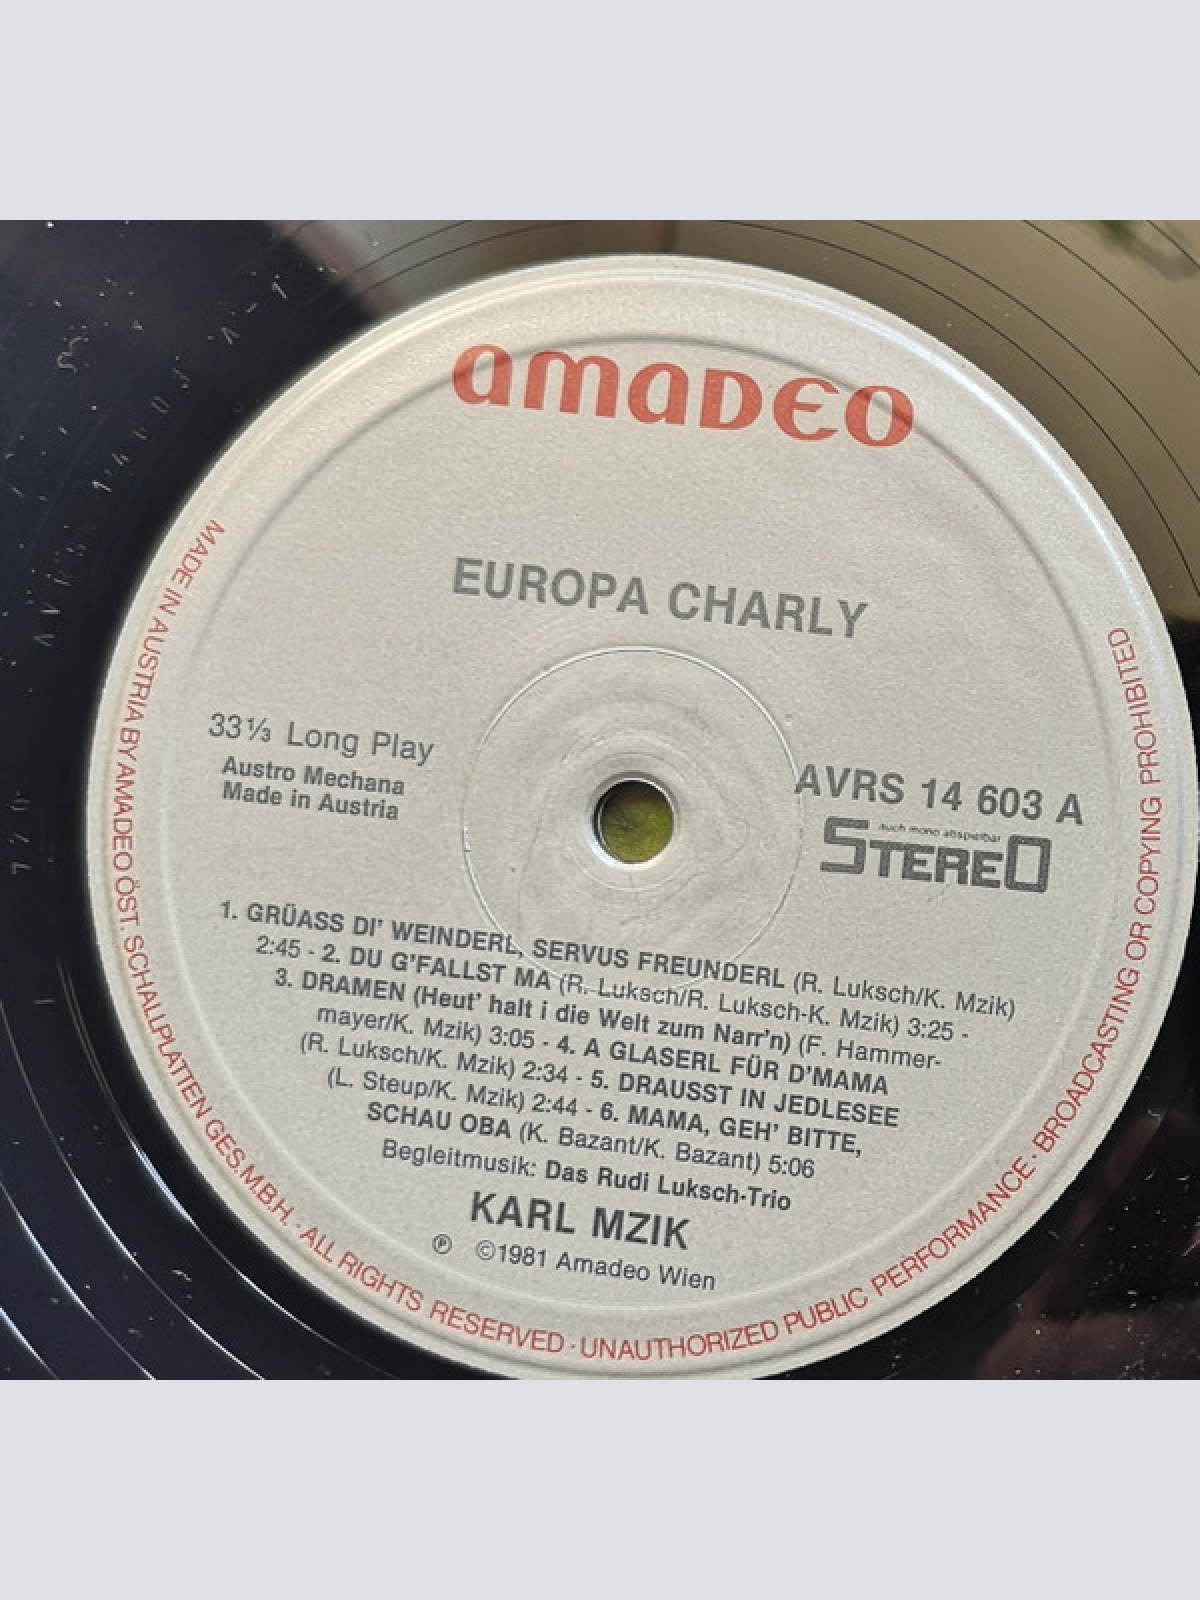 amadeo
EUROPA CHARLY
33⅓ Long Play
Austro Mechana
Made in Austria
AVRS 14 603 A
auch mono abspielbar
STEREO
1. GRÜASS DI' WEINDERL, SERVUS FREUNDERL (R. Luksch/K. Mzik)
2:45 - 2. DU G'FALLST MA (R. Luksch/R. Luksch-K. Mzik) 3:25 -
3. DRAMEN (Heut' halt i die Welt zum Narr'n) (F. Hammer-
mayer/K. Mzik) 3:05 - 4. A GLASERL FÜR D'MAMA
(R. Luksch/K. Mzik) 2:34 - 5. DRAUSST IN JEDLESEE
(L. Steup/K. Mzik) 2:44 - 6. MAMA, GEH' BITTE,
SCHAU OBA (K. Bazant/K. Bazant) 5:06
Begleitmusik: Das Rudi Luksch-Trio
KARL MZIK
℗ ©1981 Amadeo Wien
MADE IN AUSTRIA BY AMADEO ÖST. SCHALLPLATTEN GES.M.B.H. · ALL RIGHTS RESERVED · UNAUTHORIZED PUBLIC PERFORMANCE · BROADCASTING OR COPYING PROHIBITED